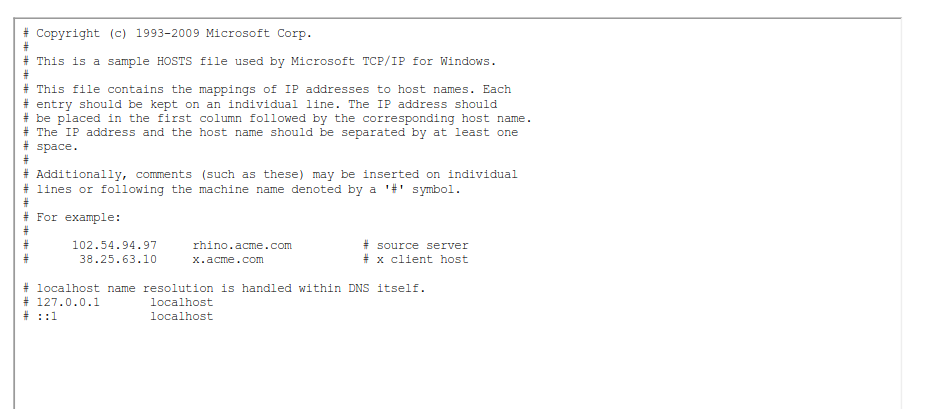 # Copyright (c) 1993-2009 Microsoft Corp.
#
# This is a sample HOSTS file used by Microsoft TCP/IP for Windows.
#
# This file contains the mappings of IP addresses to host names. Each
# entry should be kept on an individual line. The IP address should
# be placed in the first column followed by the corresponding host name.
# The IP address and the host name should be separated by at least one
# space.
#
# Additionally, comments (such as these) may be inserted on individual
# lines or following the machine name denoted by a '#' symbol.
#
# For example:
#
#      102.54.94.97     rhino.acme.com          # source server
#       38.25.63.10     x.acme.com              # x client host

# localhost name resolution is handled within DNS itself.
# 127.0.0.1       localhost
# ::1             localhost